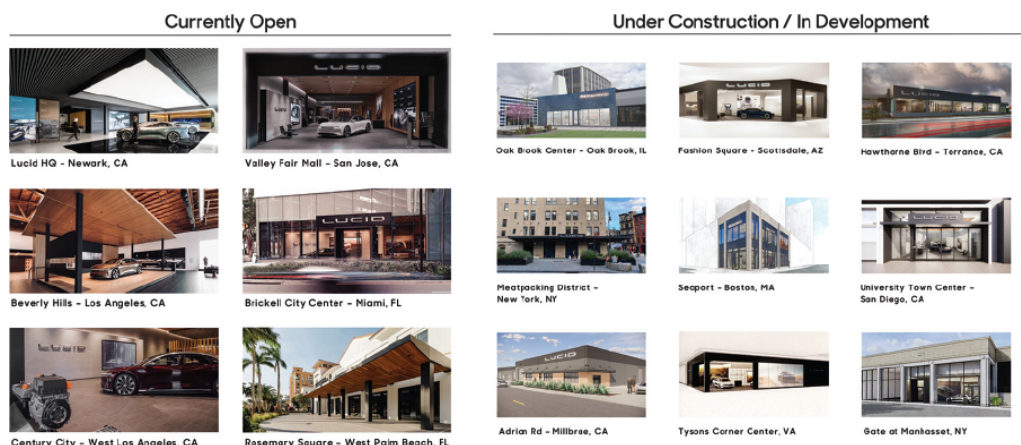 Currently Open
Under Construction / In Development
LUCID
Lucid HQ - Newark, CA
Valley Fair Mall - San Jose, CA
LUCID
LUCID
Oak Brook Center - Oak Brook, IL
Fashion Square - Scottsdale, AZ
Hawthorne Blvd - Torrance, CA
LUCID
Beverly Hills - Los Angeles, CA
Brickell City Center - Miami, FL
LUCID
Meatpacking District -
New York, NY
Seaport - Boston, MA
University Town Center -
San Diego, CA
LUCID
Century City - West Los Angeles, CA
Rosemary Square - West Palm Beach, FL
LUCID
Adrian Rd - Millbrae, CA
Tysons Corner Center, VA
Gate at Manhasset, NY